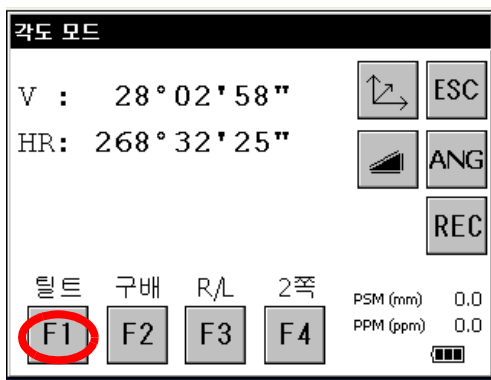 각도 모드
V : 28°02'58"
HR: 268°32'25"
ESC
ANG
REC
틸트 구배 R/L 2쪽
F1 F2 F3 F4
PSM (mm) 0.0
PPM (ppm) 0.0